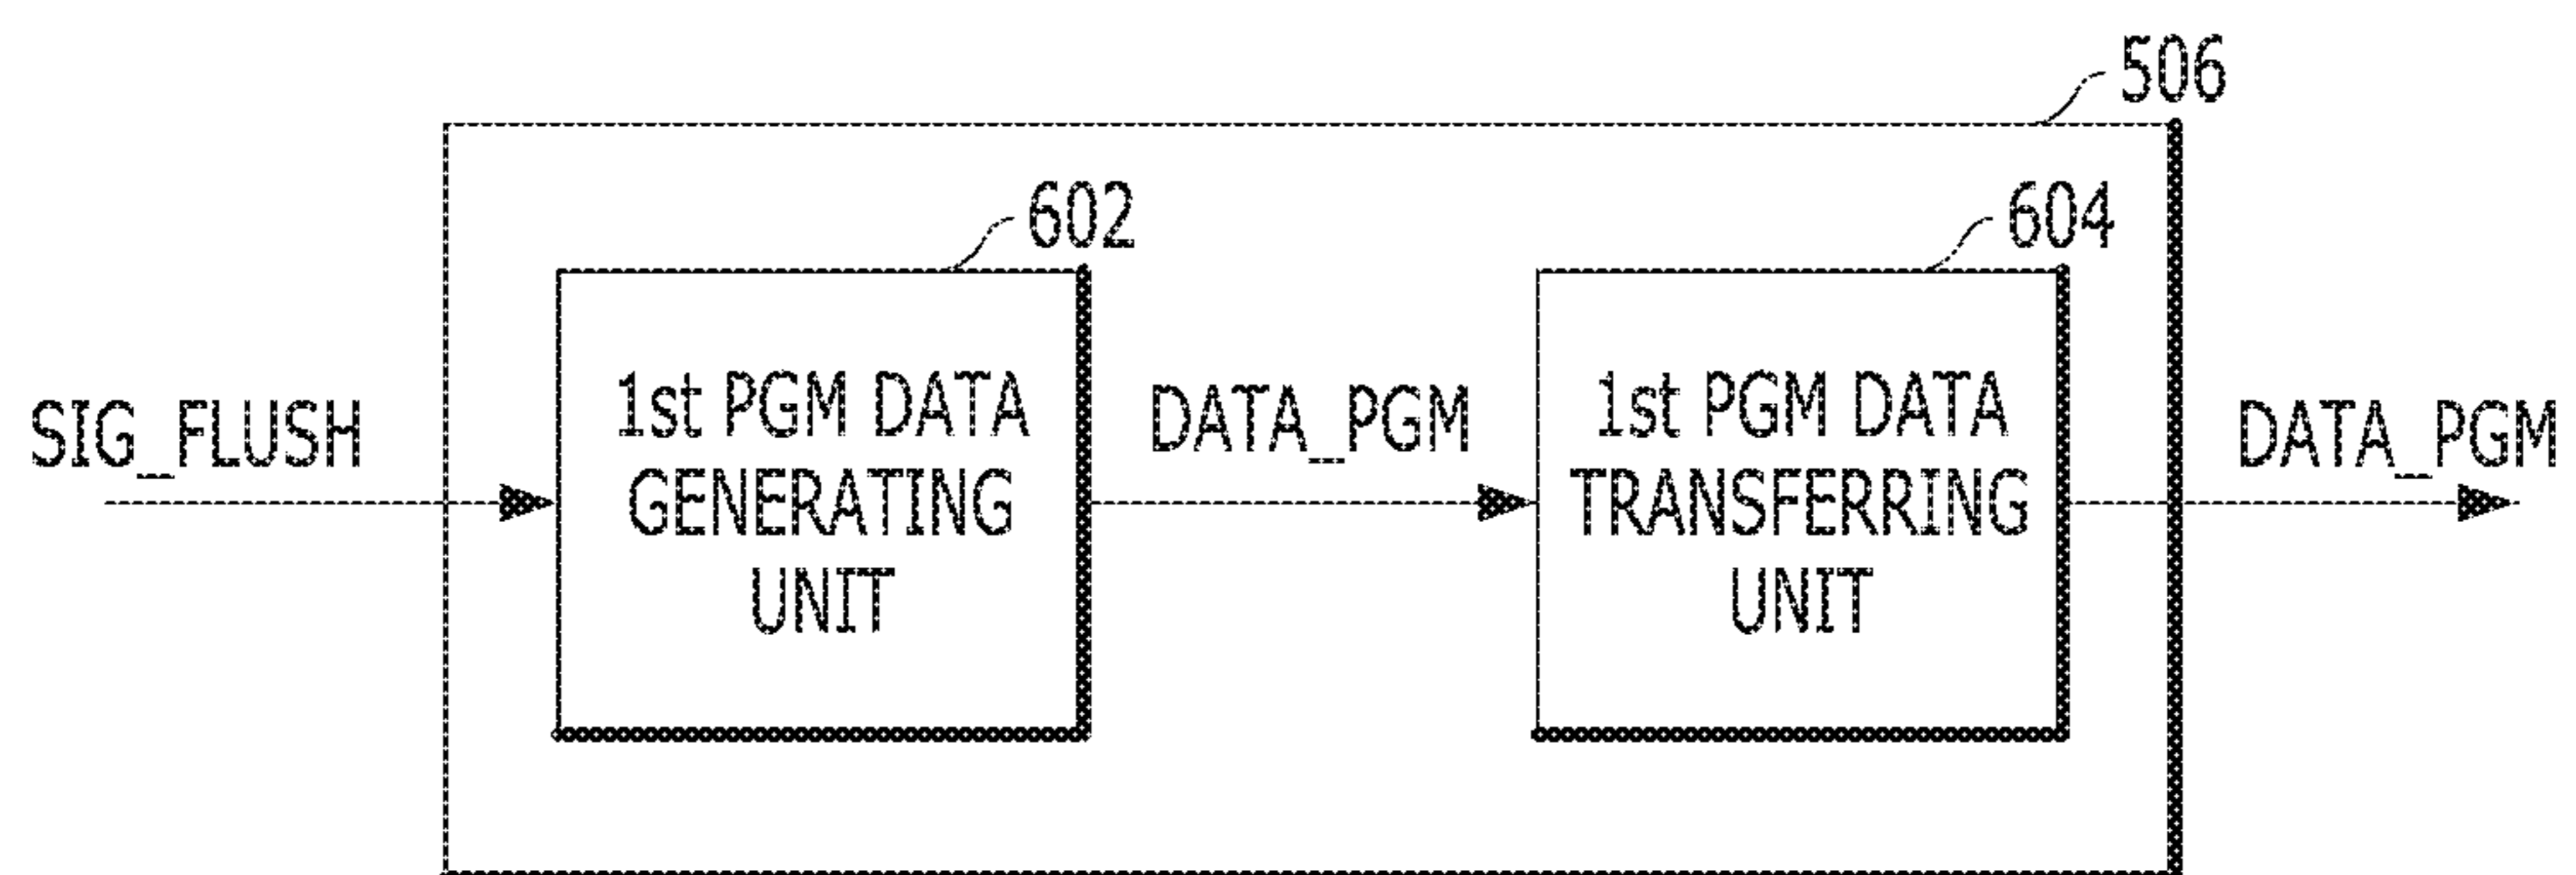 506
602
604
SIG_FLUSH
1st PGM DATA
GENERATING
UNIT
DATA_PGM
1st PGM DATA
TRANSFERRING
UNIT
DATA_PGM